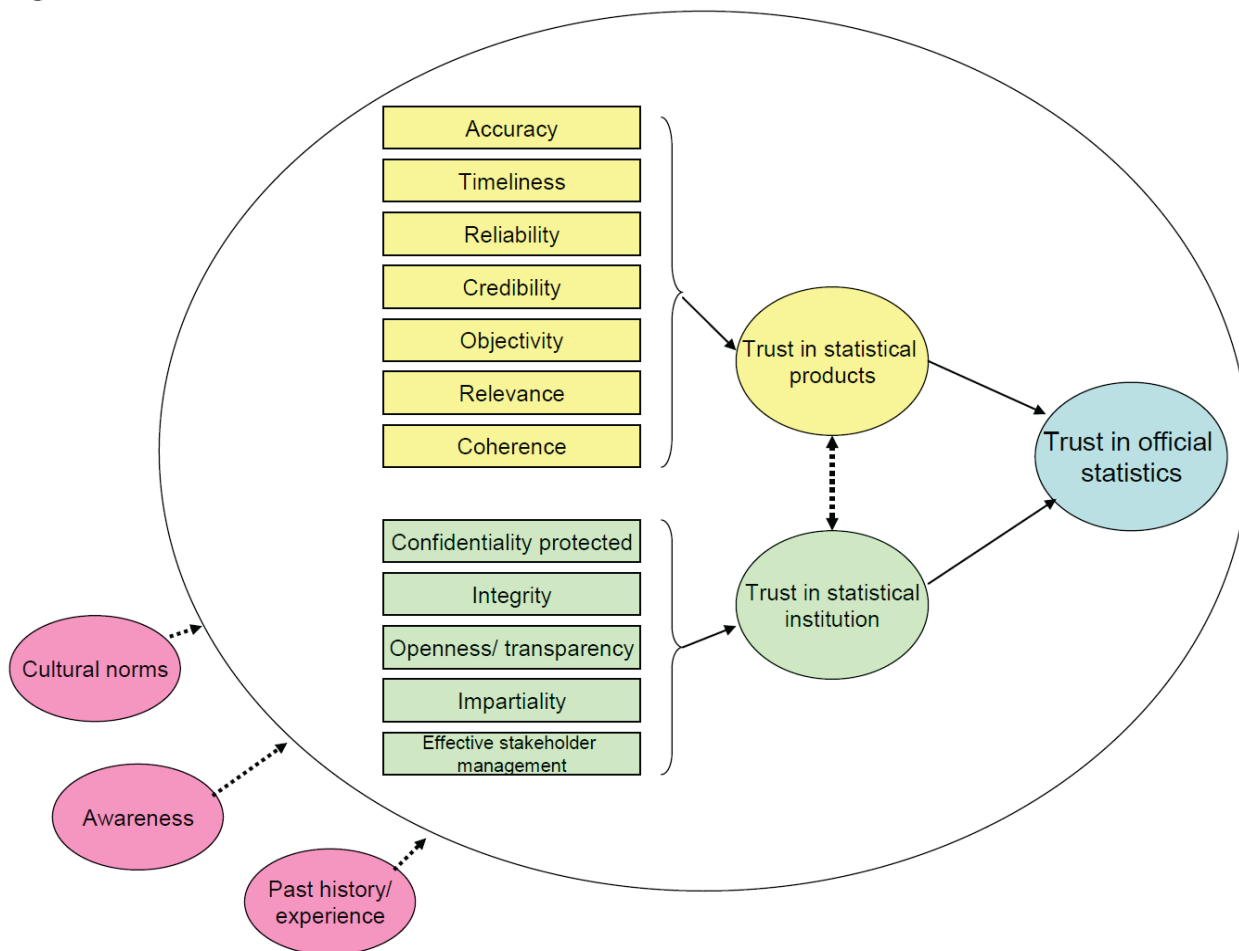 Accuracy
Timeliness
Reliability
Credibility
Objectivity
Relevance
Coherence
Trust in statistical
products
Trust in official
statistics
Confidentiality protected
Integrity
Openness/ transparency
Impartiality
Effective stakeholder
management
Trust in statistical
institution
Cultural norms
Awareness
Past history/
experience